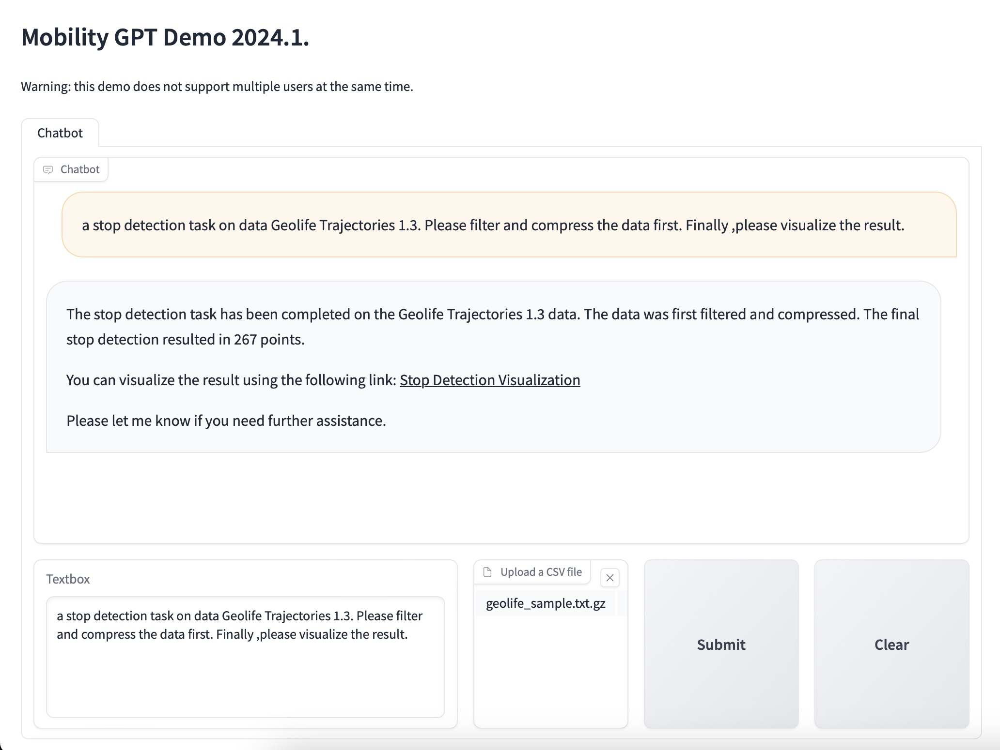 Mobility GPT Demo 2024.1.
Warning: this demo does not support multiple users at the same time.
Chatbot
Chatbot
a stop detection task on data Geolife Trajectories 1.3. Please filter and compress the data first. Finally ,please visualize the result.
The stop detection task has been completed on the Geolife Trajectories 1.3 data. The data was first filtered and compressed. The final
stop detection resulted in 267 points.
You can visualize the result using the following link: Stop Detection Visualization
Please let me know if you need further assistance.
Textbox
a stop detection task on data Geolife Trajectories 1.3. Please filter
and compress the data first. Finally ,please visualize the result.
Upload a CSV file
geolife_sample.txt.gz
Submit
Clear